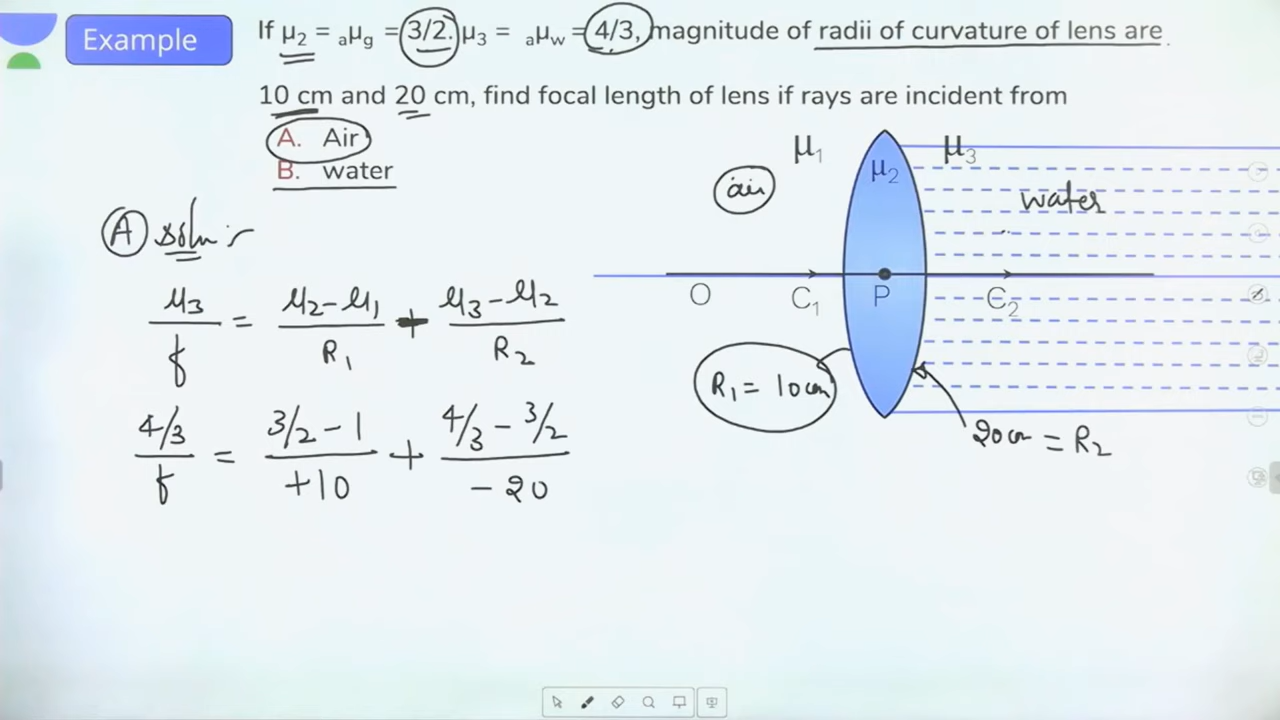 Example
If μ₂ = ₐμg = 3/2. μ₃ = ₐμw = 4/3, magnitude of radii of curvature of lens are
10 cm and 20 cm, find focal length of lens if rays are incident from
A. Air
B. water
μ₁ μ₂ μ₃
air
water
O C₁ P C₂
R₁ = 10cm
20cm = R₂
A soln:-
μ₃/f = (μ₂-μ₁)/R₁ + (μ₃-μ₂)/R₂
(4/3)/f = (3/2 - 1)/+10 + (4/3 - 3/2)/-20